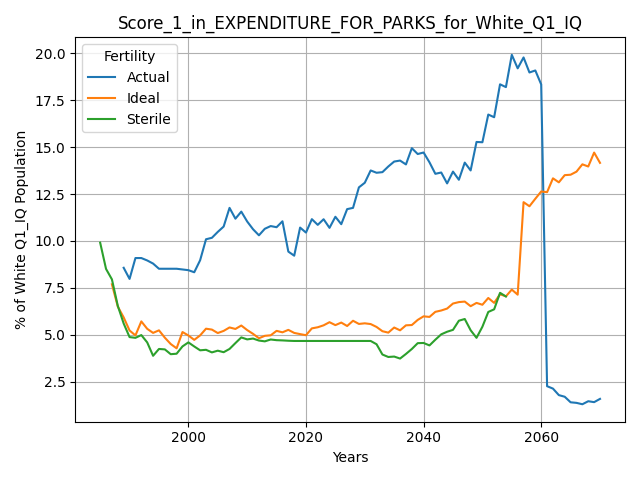 Score_1_in_EXPENDITURE_FOR_PARKS_for_White_Q1_IQ
Fertility
Actual
Ideal
Sterile
% of White Q1_IQ Population
20.0
17.5
15.0
12.5
10.0
7.5
5.0
2.5
2000
2020
2040
2060
Years